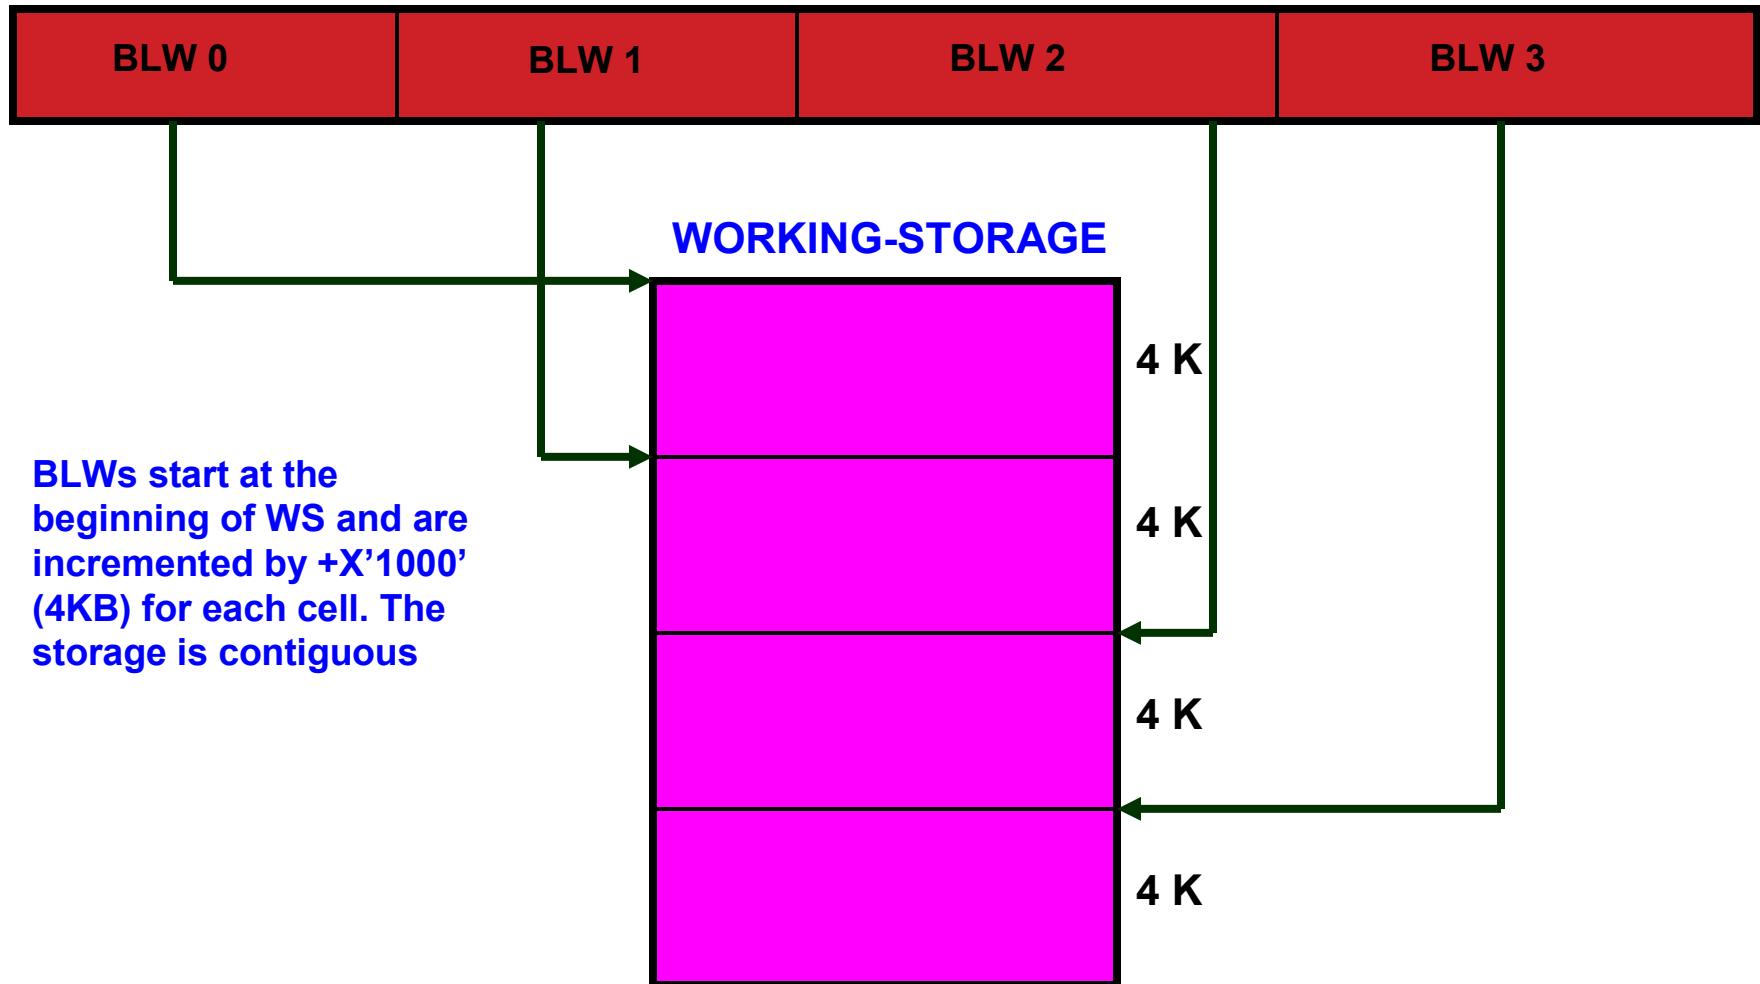 BLW 0
BLW 1
BLW 2
BLW 3
WORKING-STORAGE
4 K
4 K
BLWs start at the
beginning of WS and are
incremented by +X’1000’
(4KB) for each cell. The
storage is contiguous
4 K
4 K